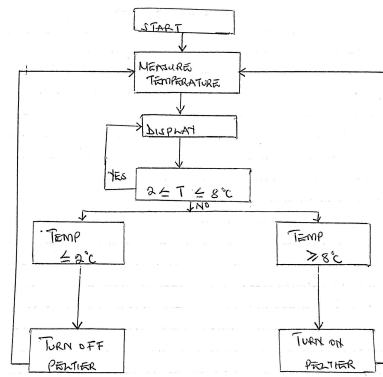 START
MEASURE
TEMPERATURE
DISPLAY
YES
2 ≤ T ≤ 8°C
NO
TEMP
≤ 2°C
TEMP
≥ 8°C
TURN OFF
PELTIER
TURN ON
PELTIER